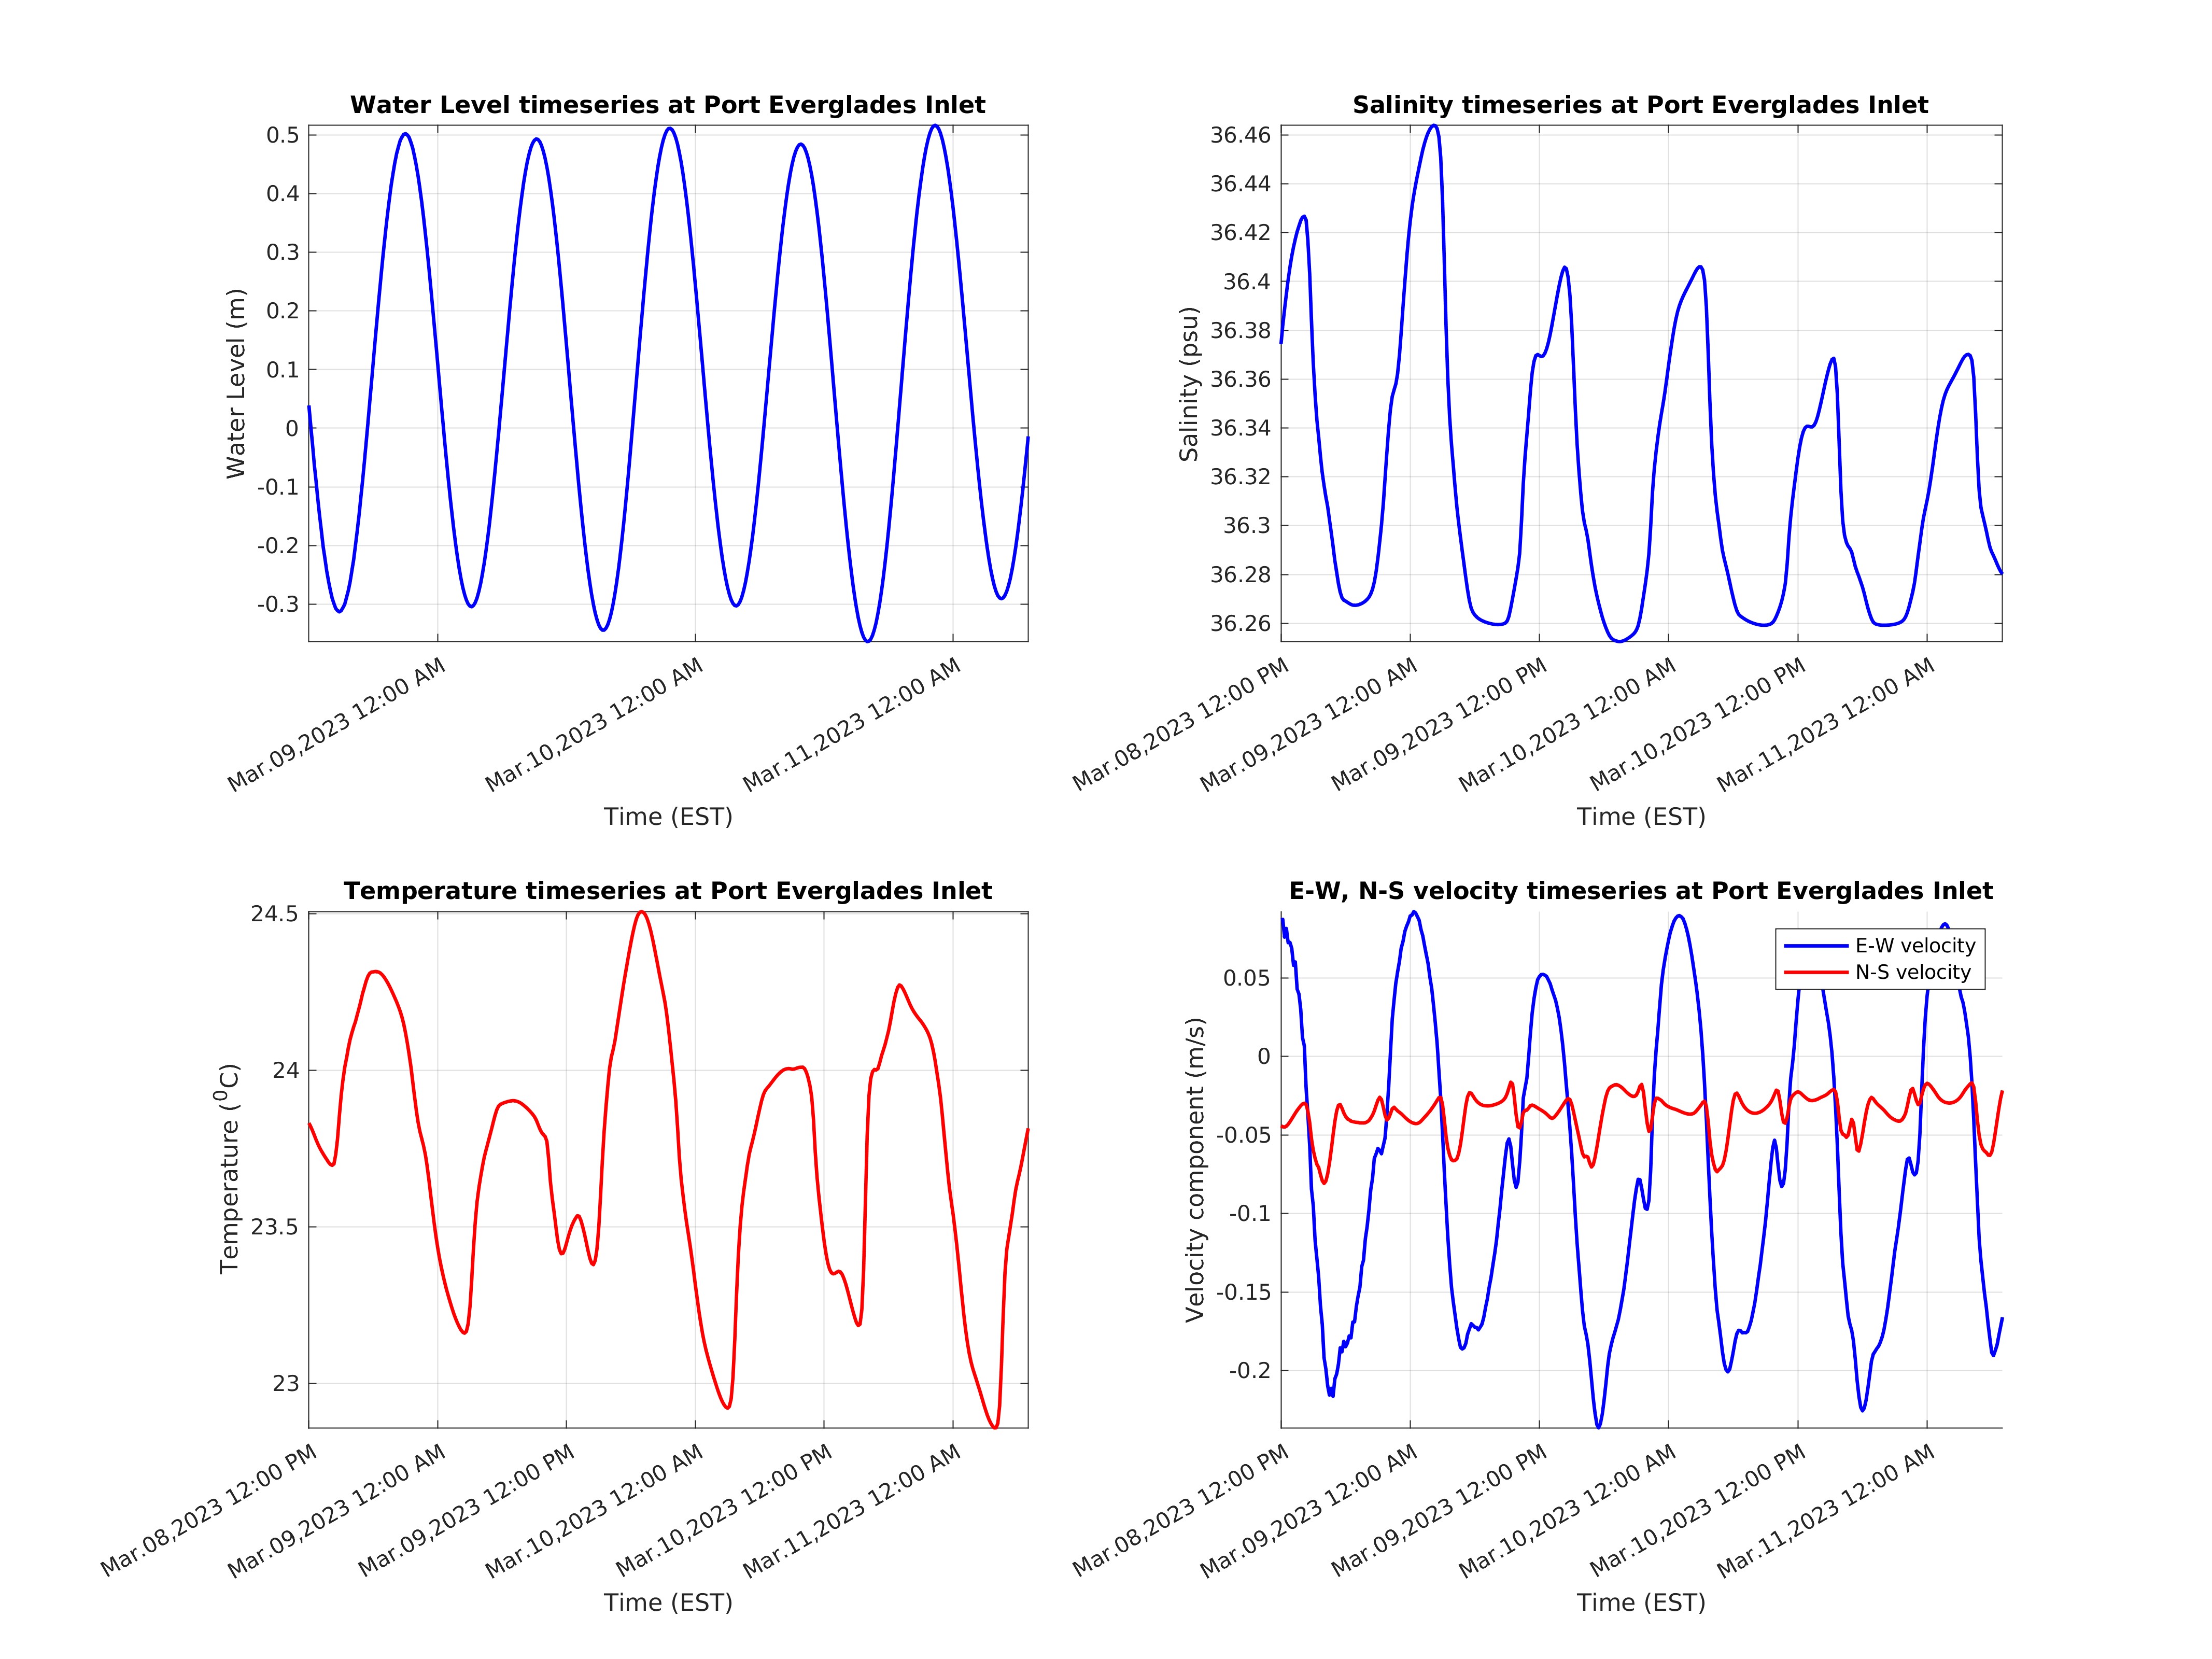 Water Level timeseries at Port Everglades Inlet
Water Level (m)
0.5
0.4
0.3
0.2
0.1
0
-0.1
-0.2
-0.3
Mar.09,2023 12:00 AM
Mar.10,2023 12:00 AM
Mar.11,2023 12:00 AM
Time (EST)
Salinity timeseries at Port Everglades Inlet
Salinity (psu)
36.46
36.44
36.42
36.4
36.38
36.36
36.34
36.32
36.3
36.28
36.26
Mar.08,2023 12:00 PM
Mar.09,2023 12:00 AM
Mar.09,2023 12:00 PM
Mar.10,2023 12:00 AM
Mar.10,2023 12:00 PM
Mar.11,2023 12:00 AM
Time (EST)
Temperature timeseries at Port Everglades Inlet
Temperature (⁰C)
24.5
24
23.5
23
Mar.08,2023 12:00 PM
Mar.09,2023 12:00 AM
Mar.09,2023 12:00 PM
Mar.10,2023 12:00 AM
Mar.10,2023 12:00 PM
Mar.11,2023 12:00 AM
Time (EST)
E-W, N-S velocity timeseries at Port Everglades Inlet
E-W velocity
N-S velocity
Velocity component (m/s)
0.05
0
-0.05
-0.1
-0.15
-0.2
Mar.08,2023 12:00 PM
Mar.09,2023 12:00 AM
Mar.09,2023 12:00 PM
Mar.10,2023 12:00 AM
Mar.10,2023 12:00 PM
Mar.11,2023 12:00 AM
Time (EST)